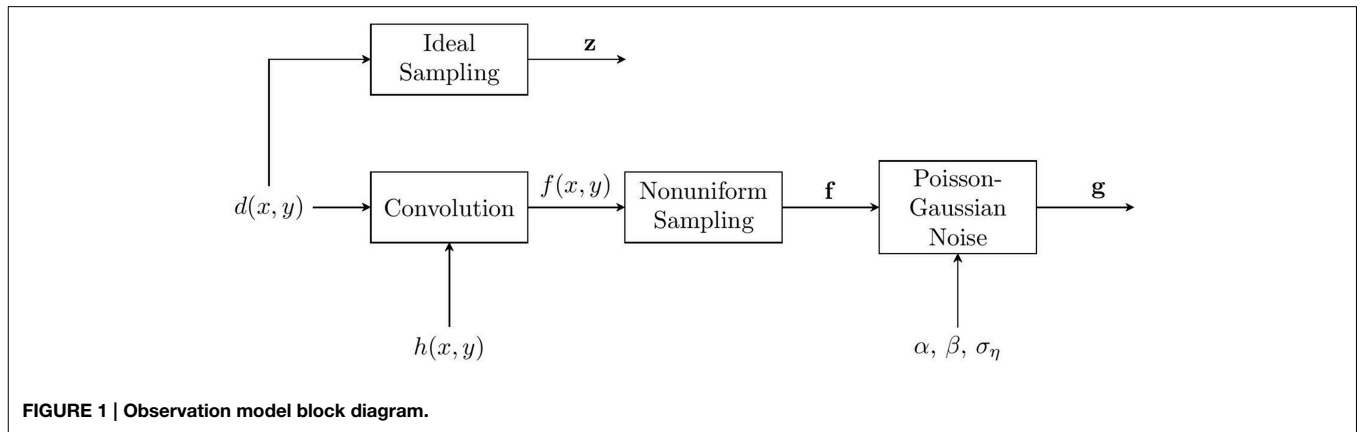 Ideal
Sampling
z
d(x, y)
Convolution
f(x, y)
Nonuniform
Sampling
f
Poisson-
Gaussian
Noise
g
h(x, y)
α, β, σ_η
FIGURE 1 | Observation model block diagram.